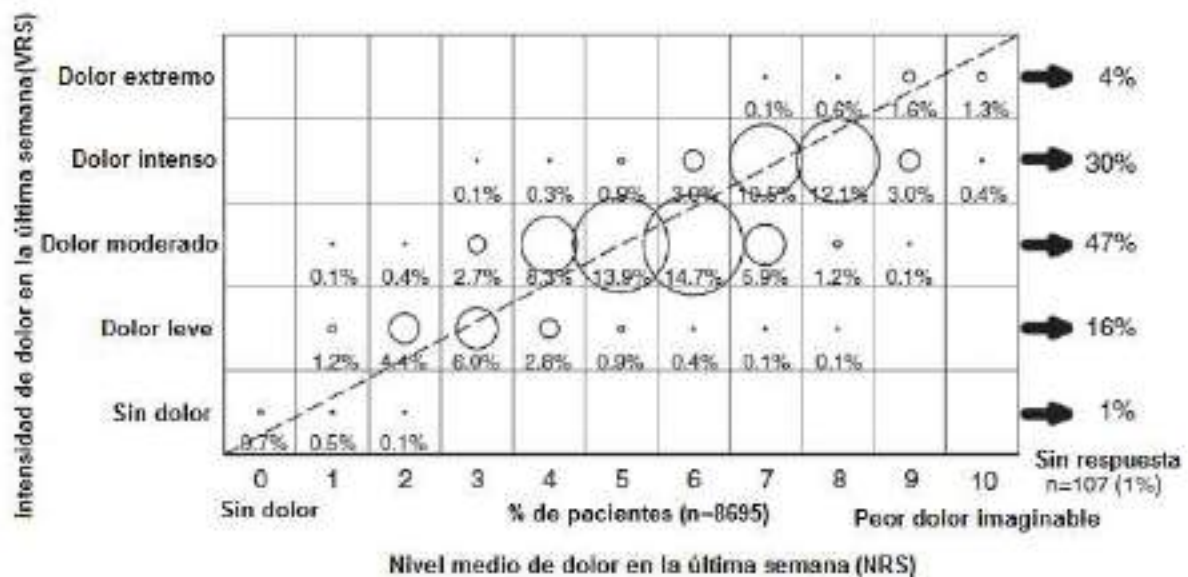 Intensidad de dolor en la última semana (VRS)
Dolor extremo
0.1% 0.6% 1.6% 1.3%
4%
Dolor intenso
0.1% 0.3% 0.9% 3.0% 10.5% 12.1% 3.0% 0.4%
30%
Dolor moderado
0.1% 0.4% 2.7% 8.3% 13.9% 14.7% 5.9% 1.2% 0.1%
47%
Dolor leve
1.2% 4.4% 6.0% 2.8% 0.9% 0.4% 0.1% 0.1%
16%
Sin dolor
0.7% 0.5% 0.1%
1%
0 1 2 3 4 5 6 7 8 9 10
Sin respuesta
n=107 (1%)
Sin dolor
% de pacientes (n=8695)
Peor dolor imaginable
Nivel medio de dolor en la última semana (NRS)